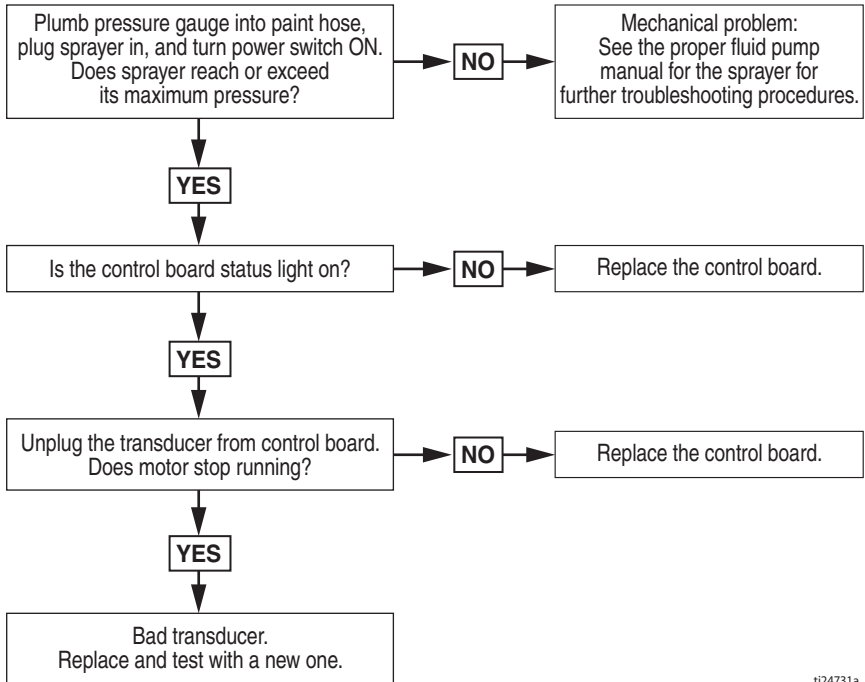 Plumb pressure gauge into paint hose,
plug sprayer in, and turn power switch ON.
Does sprayer reach or exceed
its maximum pressure?
NO
Mechanical problem:
See the proper fluid pump
manual for the sprayer for
further troubleshooting procedures.
YES
Is the control board status light on?
NO
Replace the control board.
YES
Unplug the transducer from control board.
Does motor stop running?
NO
Replace the control board.
YES
Bad transducer.
Replace and test with a new one.
ti24731a